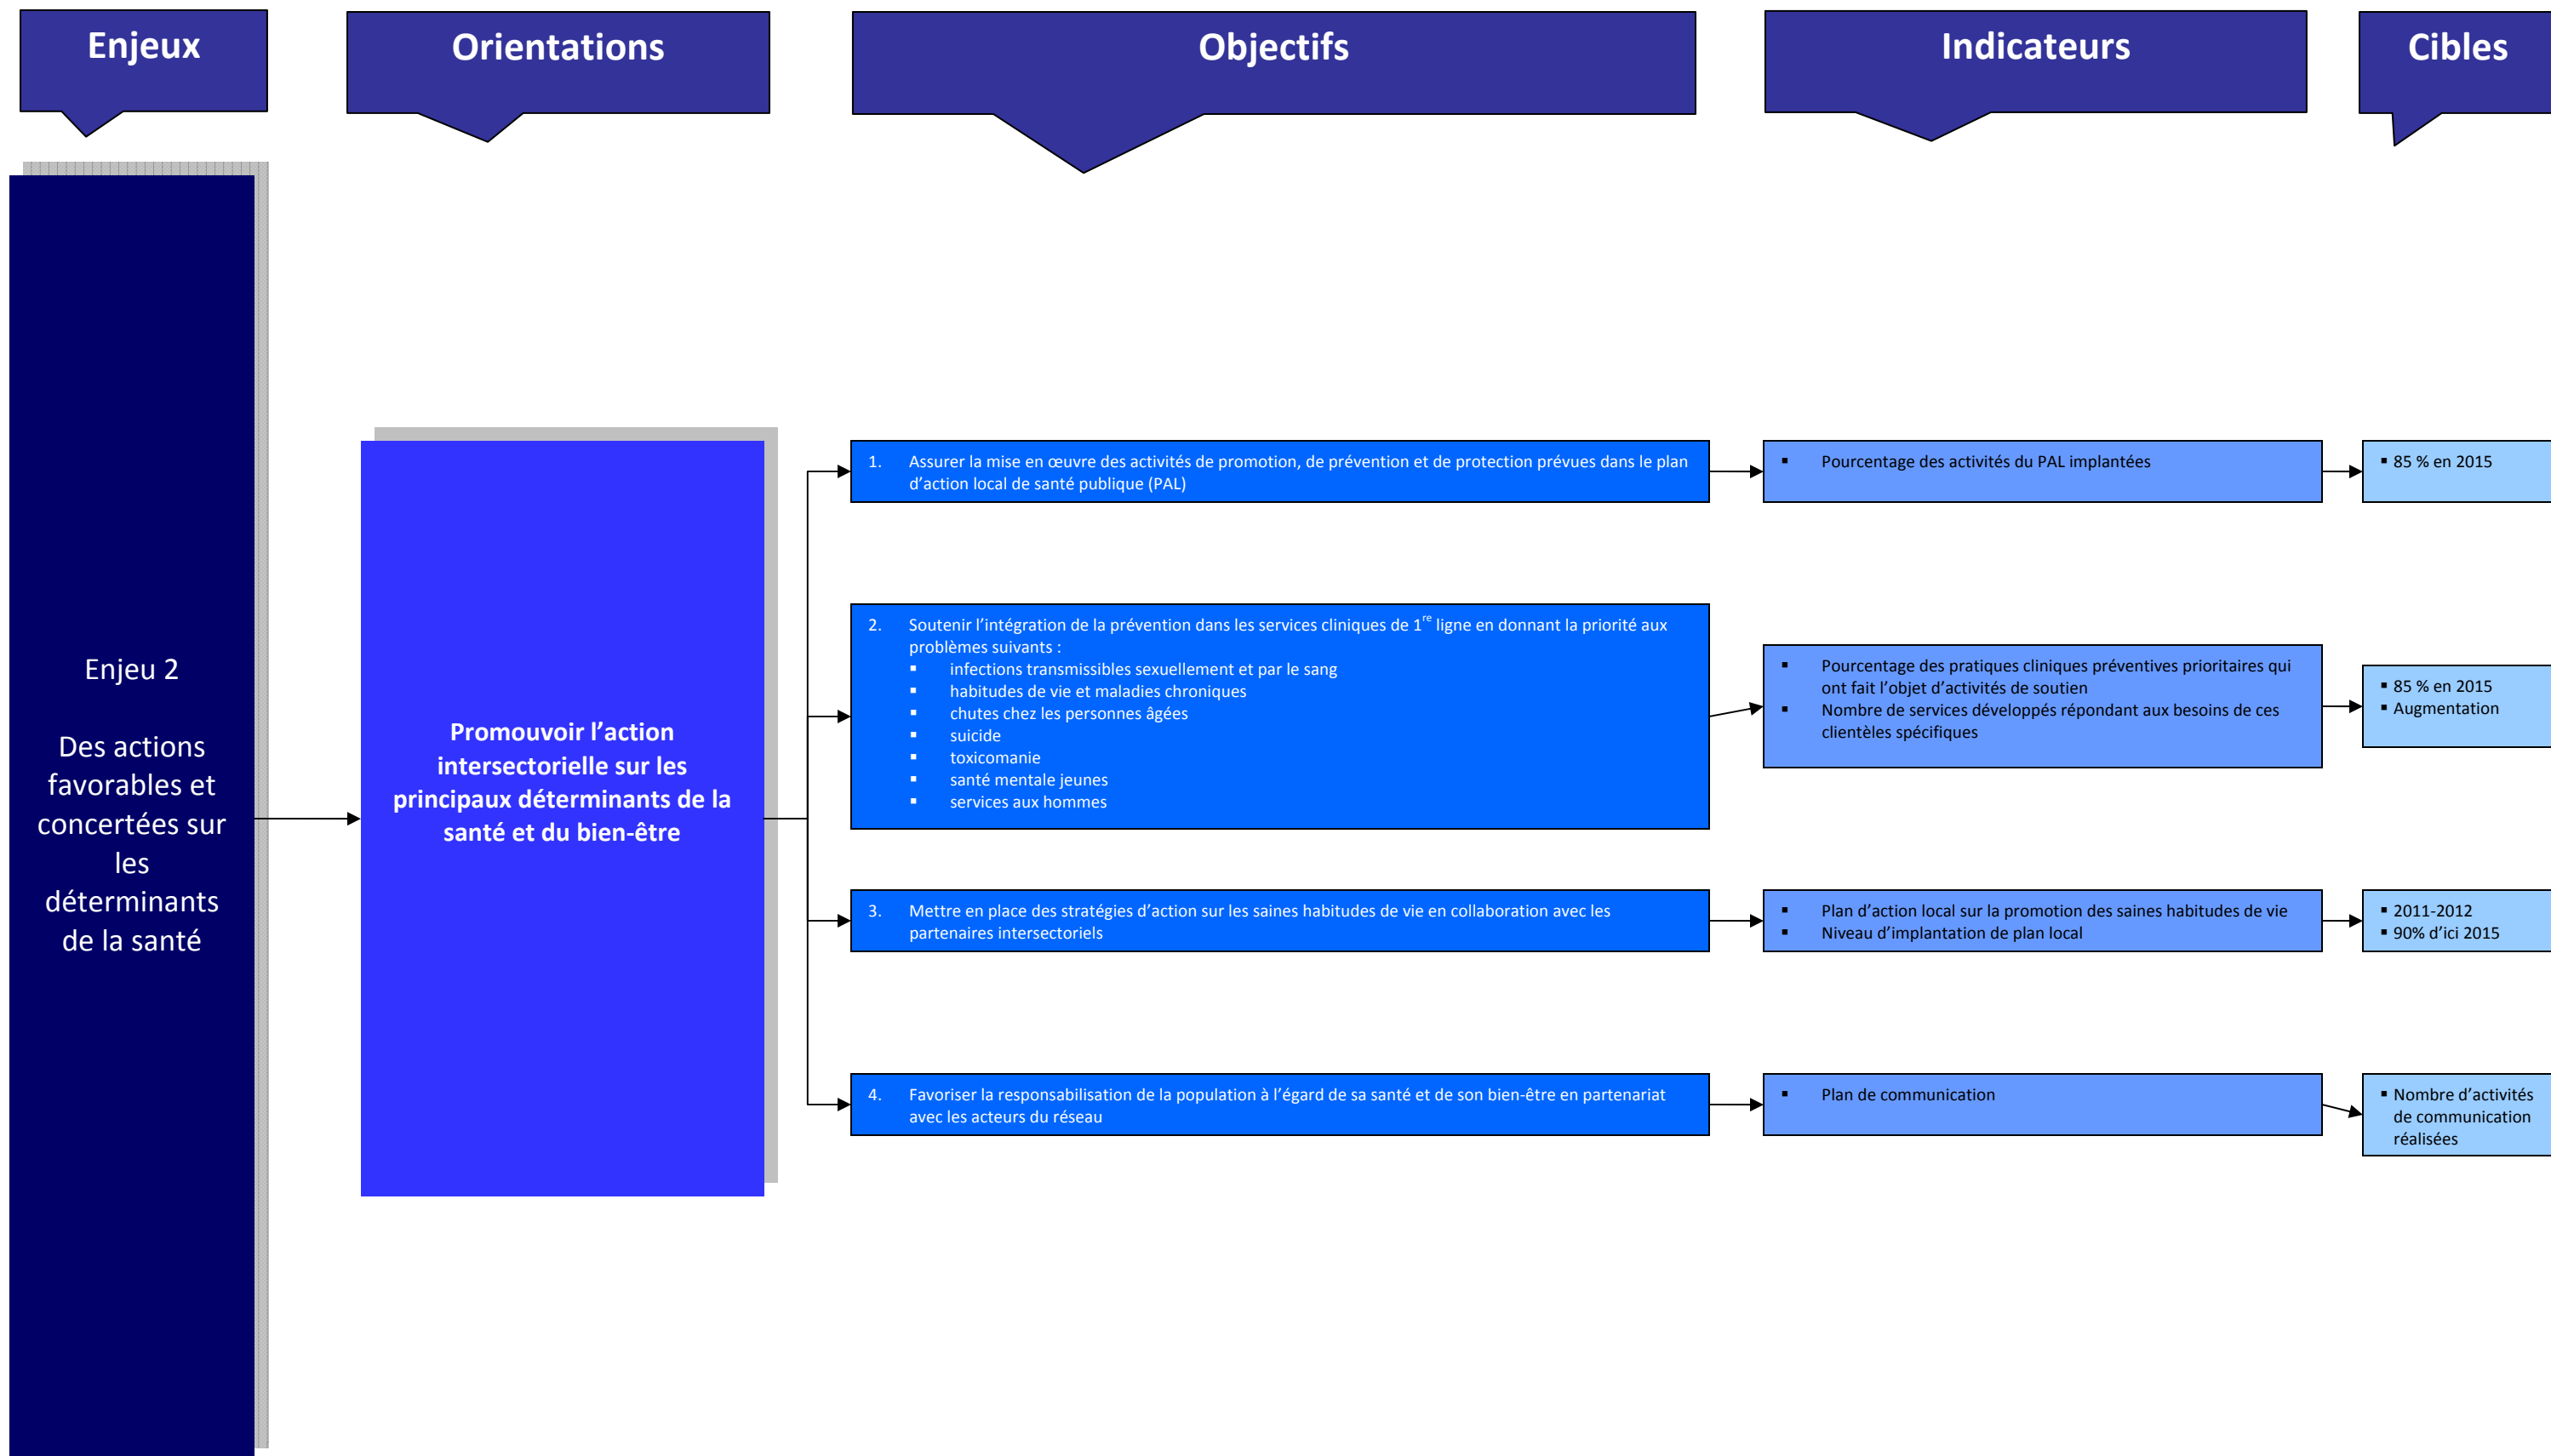 Enjeux
Orientations
Objectifs
Indicateurs
Cibles
Enjeu 2
Des actions
favorables et
concertées sur
les
déterminants
de la santé
Promouvoir l’action
intersectorielle sur les
principaux déterminants de la
santé et du bien-être
1. Assurer la mise en œuvre des activités de promotion, de prévention et de protection prévues dans le plan
d’action local de santé publique (PAL)
▪ Pourcentage des activités du PAL implantées
▪ 85 % en 2015
2. Soutenir l’intégration de la prévention dans les services cliniques de 1re ligne en donnant la priorité aux
problèmes suivants :
▪ infections transmissibles sexuellement et par le sang
▪ habitudes de vie et maladies chroniques
▪ chutes chez les personnes âgées
▪ suicide
▪ toxicomanie
▪ santé mentale jeunes
▪ services aux hommes
▪ Pourcentage des pratiques cliniques préventives prioritaires qui
ont fait l’objet d’activités de soutien
▪ Nombre de services développés répondant aux besoins de ces
clientèles spécifiques
▪ 85 % en 2015
▪ Augmentation
3. Mettre en place des stratégies d’action sur les saines habitudes de vie en collaboration avec les
partenaires intersectoriels
▪ Plan d’action local sur la promotion des saines habitudes de vie
▪ Niveau d’implantation de plan local
▪ 2011-2012
▪ 90% d’ici 2015
4. Favoriser la responsabilisation de la population à l’égard de sa santé et de son bien-être en partenariat
avec les acteurs du réseau
▪ Plan de communication
▪ Nombre d’activités
de communication
réalisées